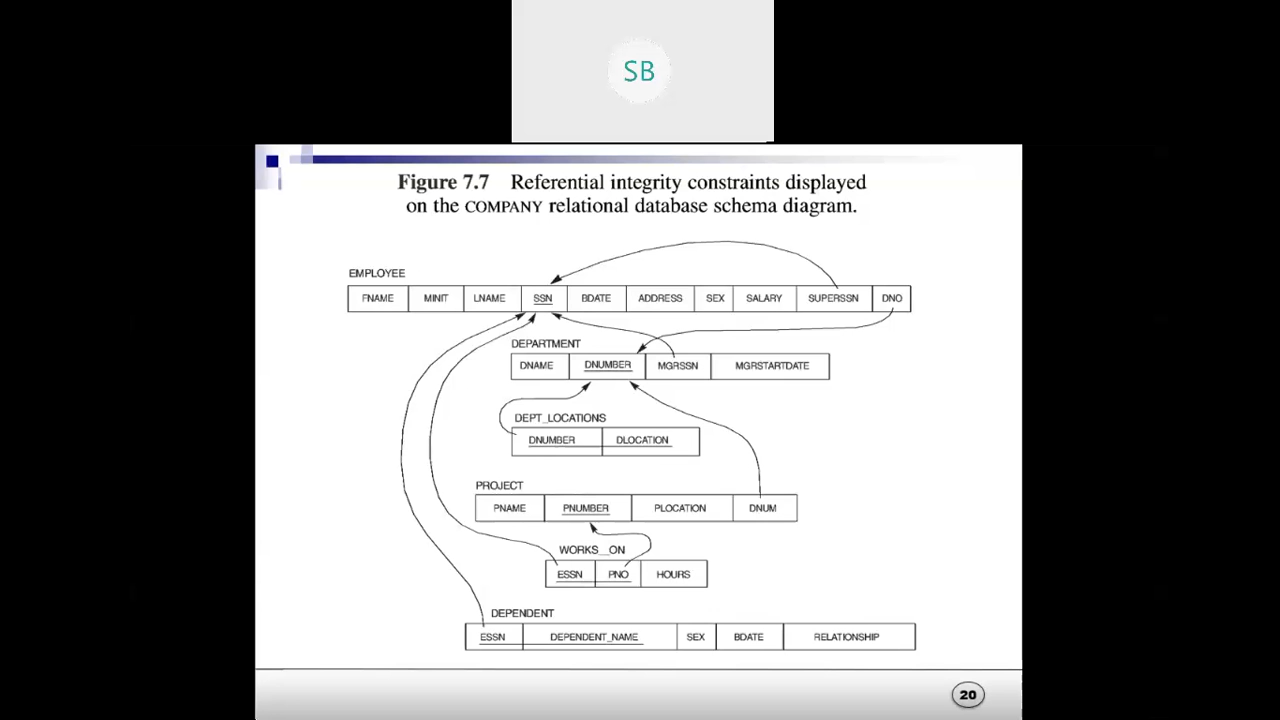 SB
Figure 7.7 Referential integrity constraints displayed
on the COMPANY relational database schema diagram.
EMPLOYEE
FNAME MINIT LNAME SSN BDATE ADDRESS SEX SALARY SUPERSSN DNO
DEPARTMENT
DNAME DNUMBER MGRSSN MGRSTARTDATE
DEPT_LOCATIONS
DNUMBER DLOCATION
PROJECT
PNAME PNUMBER PLOCATION DNUM
WORKS_ON
ESSN PNO HOURS
DEPENDENT
ESSN DEPENDENT_NAME SEX BDATE RELATIONSHIP
20